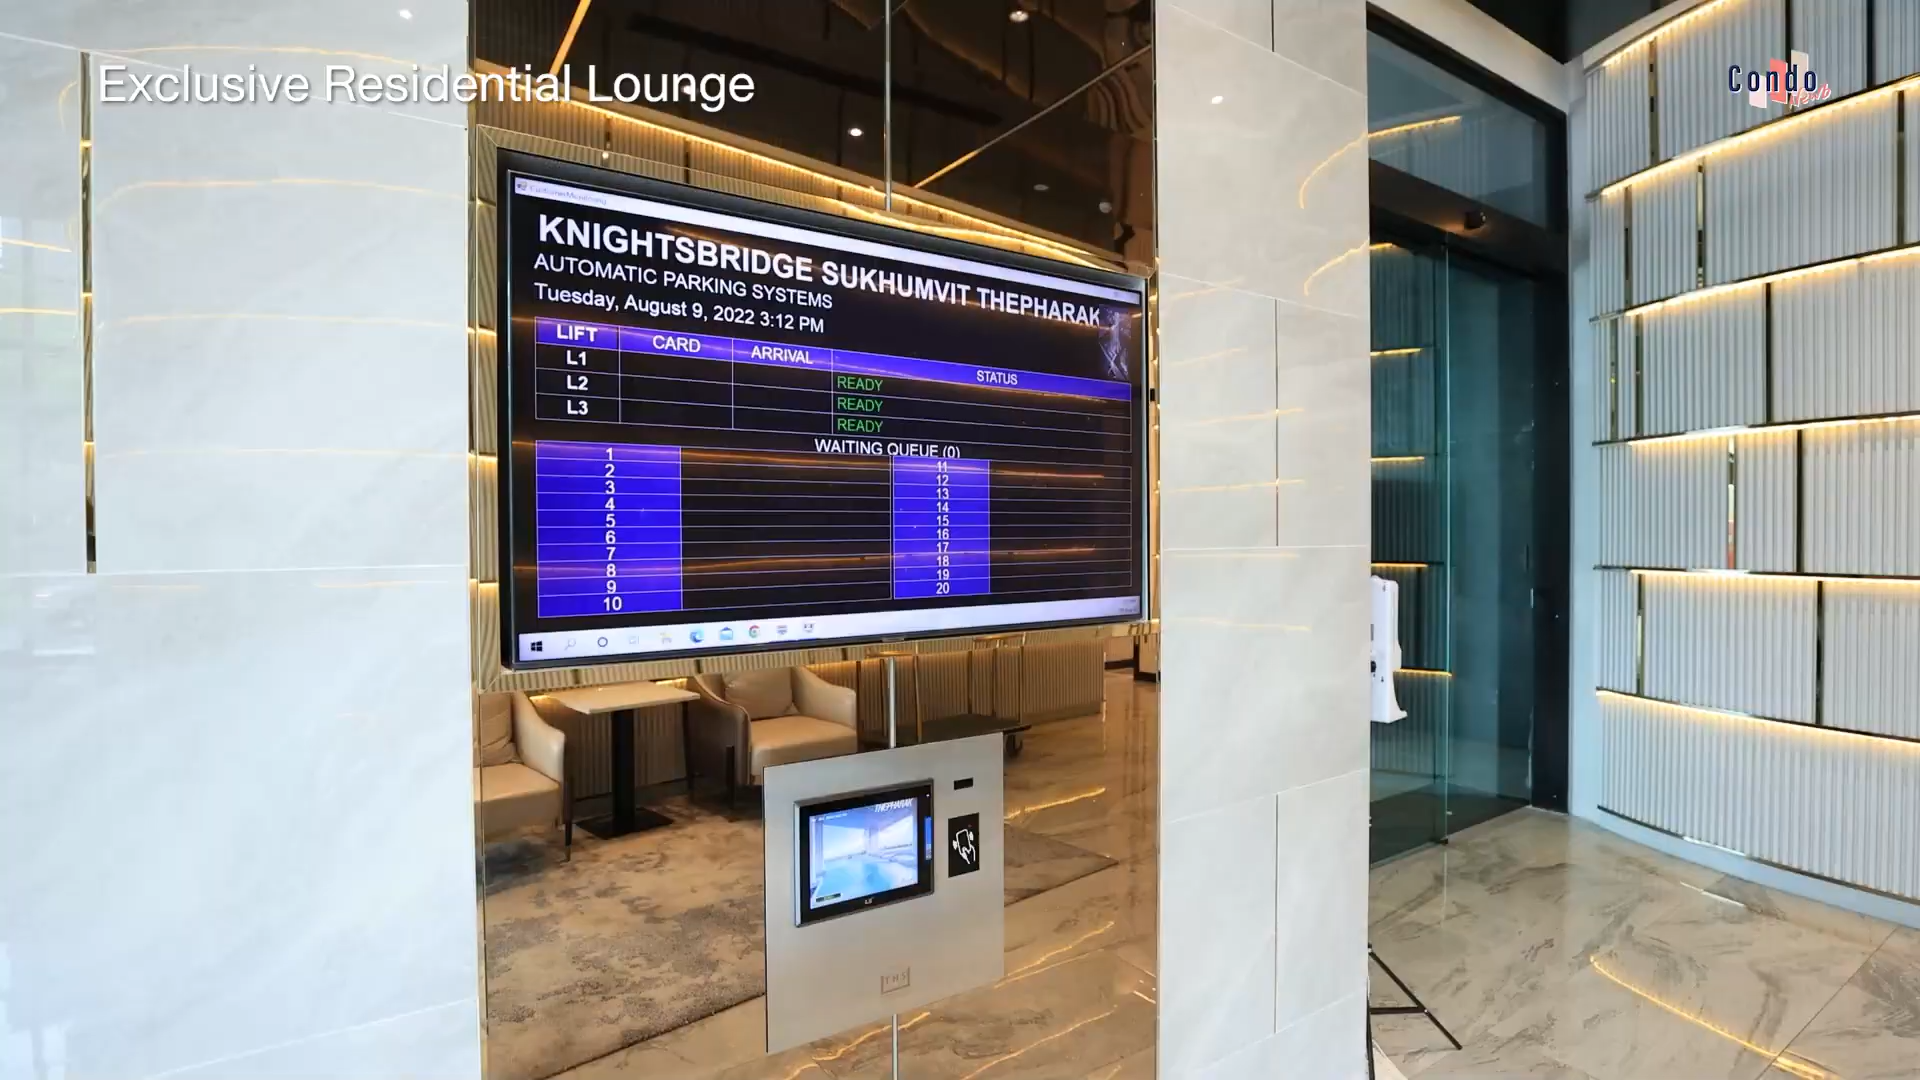 Exclusive Residential Lounge
Condo
Newb
KNIGHTSBRIDGE SUKHUMVIT THEPHARAK
AUTOMATIC PARKING SYSTEMS
Tuesday, August 9, 2022 3:12 PM
LIFT CARD ARRIVAL STATUS
L1 READY
L2 READY
L3 READY
WAITING QUEUE (0)
1 11
2 12
3 13
4 14
5 15
6 16
7 17
8 18
9 19
10 20
THEPHARAK